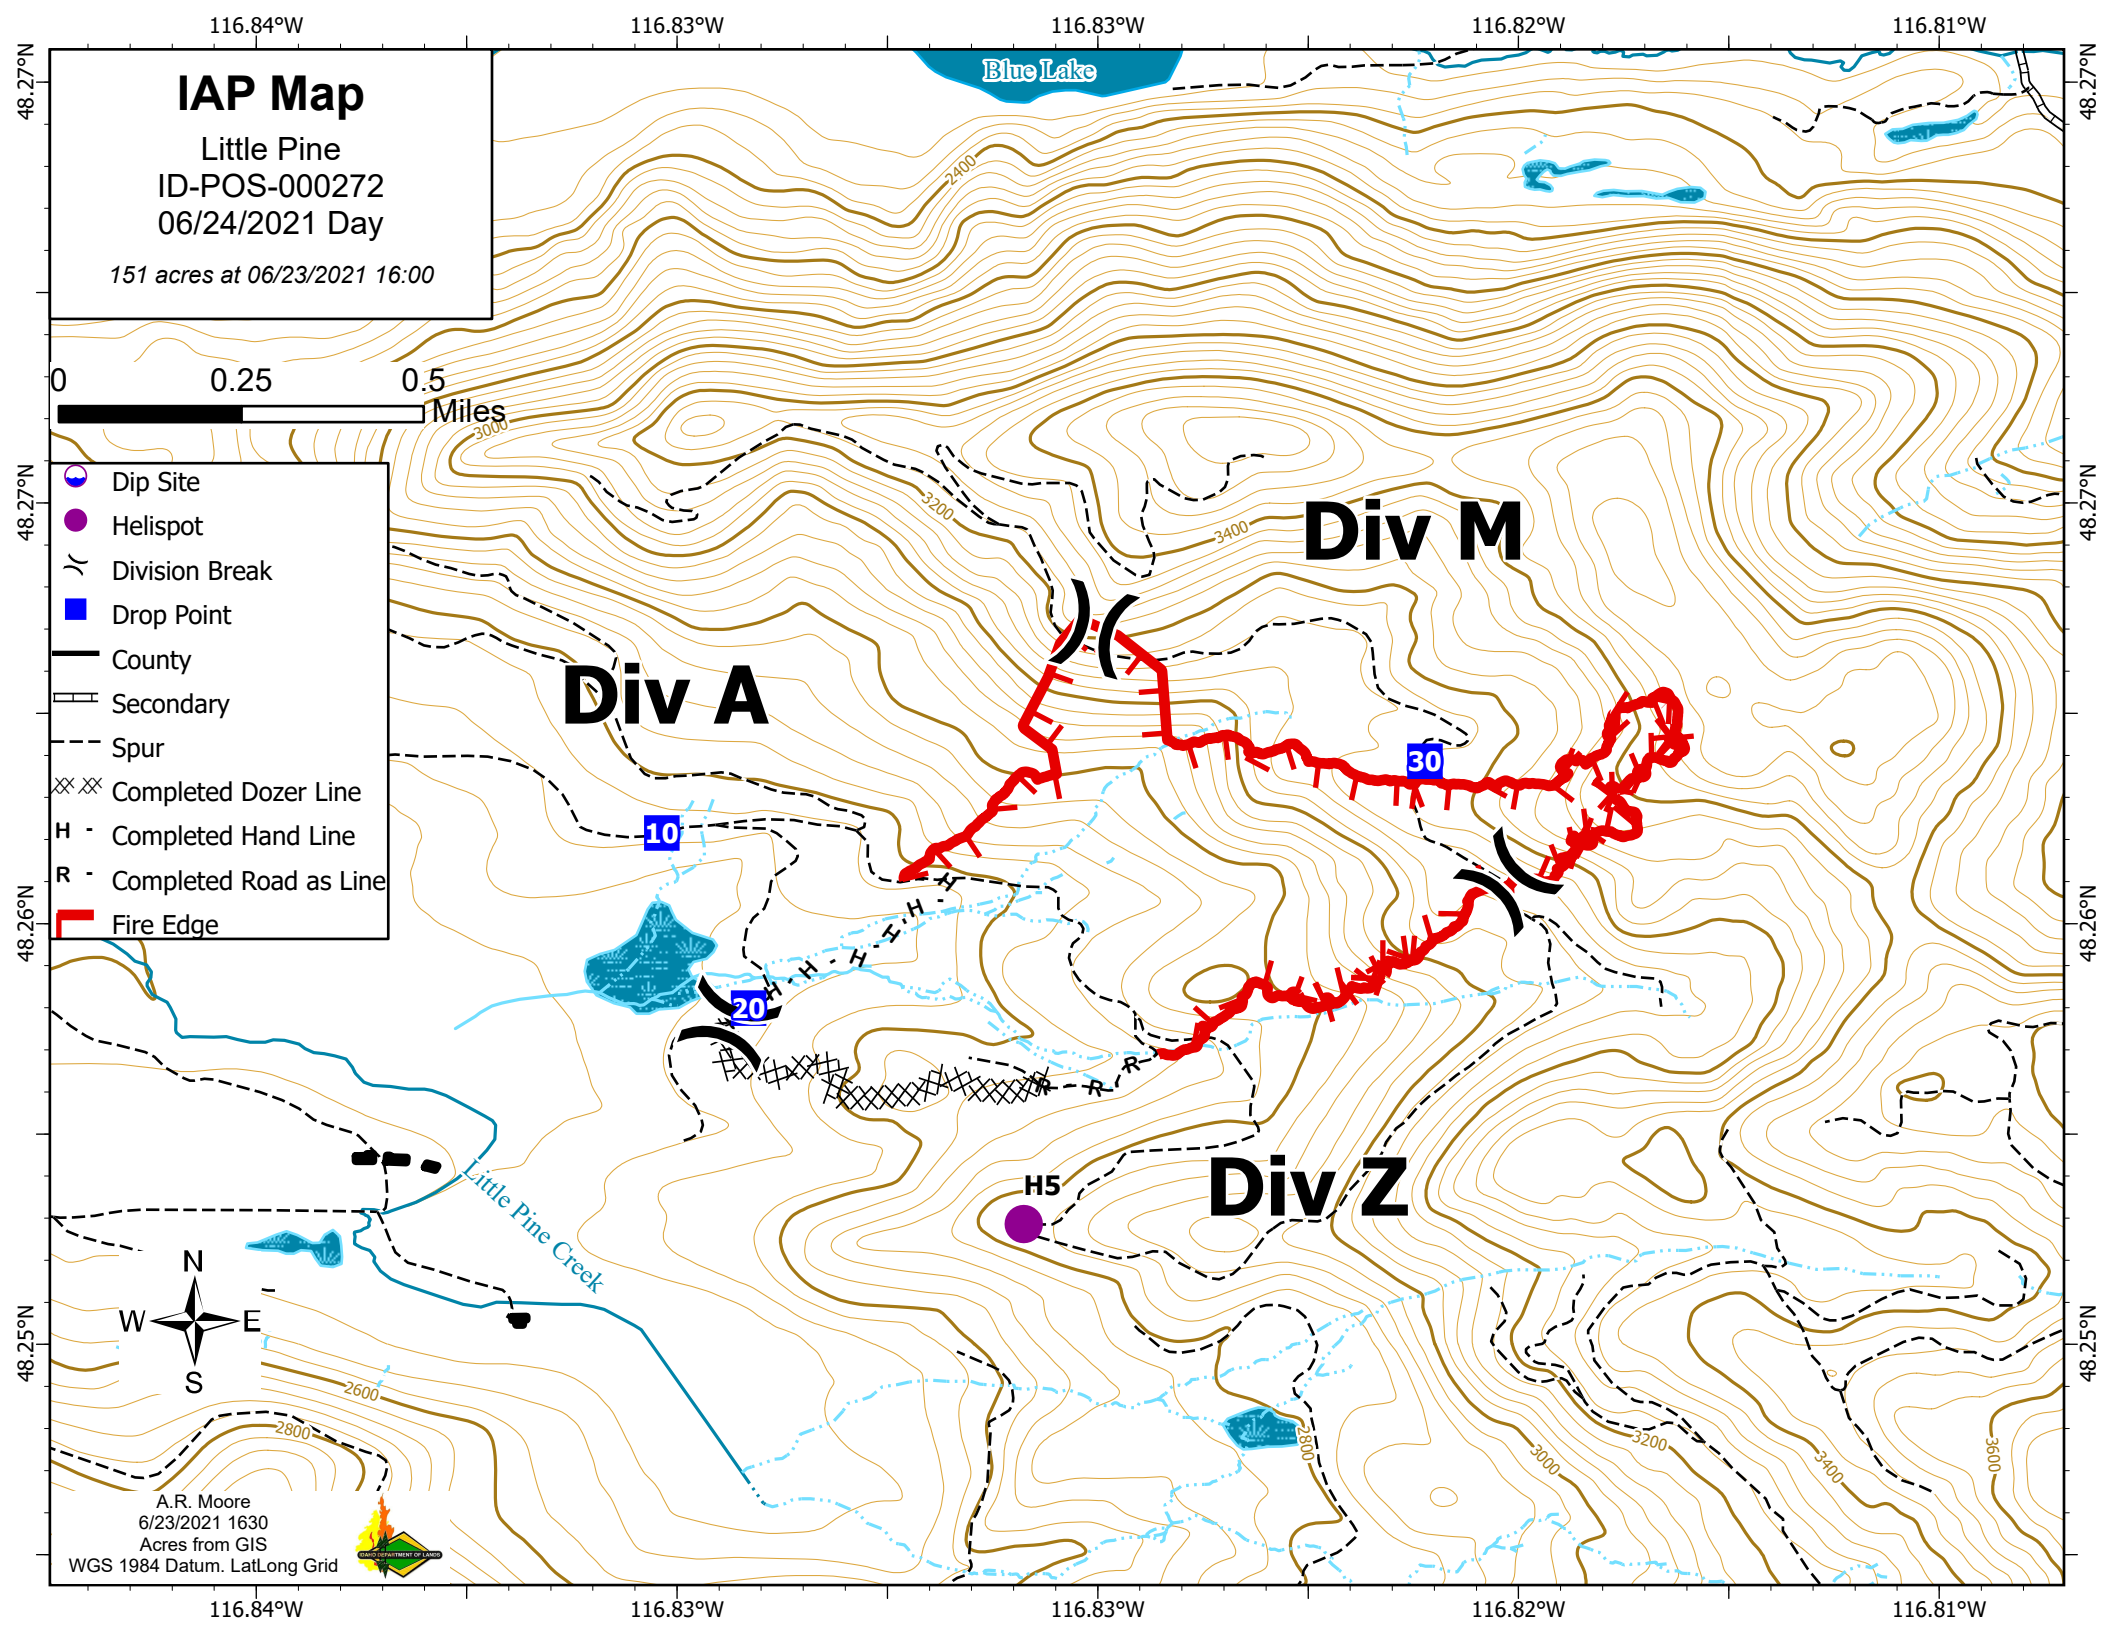 116.84°W
116.83°W
116.83°W
116.82°W
116.81°W
48.27°N
48.27°N
IAP Map
Little Pine
ID-POS-000272
06/24/2021 Day
151 acres at 06/23/2021 16:00
Blue Lake
2400
0
0.25
0.5
Miles
3000
Dip Site
Helispot
Division Break
Drop Point
County
Secondary
Spur
Completed Dozer Line
H - Completed Hand Line
R - Completed Road as Line
Fire Edge
48.27°N
48.27°N
3200
3400
Div M
Div A
30
10
H
H
H
H
H
H
20
48.26°N
48.26°N
R
R
R
H5
Div Z
Little Pine Creek
N
W
E
S
48.25°N
48.25°N
2600
2800
2800
3000
3200
3400
3600
A.R. Moore
6/23/2021 1630
Acres from GIS
WGS 1984 Datum. LatLong Grid
IDAHO DEPARTMENT OF LANDS
116.84°W
116.83°W
116.83°W
116.82°W
116.81°W